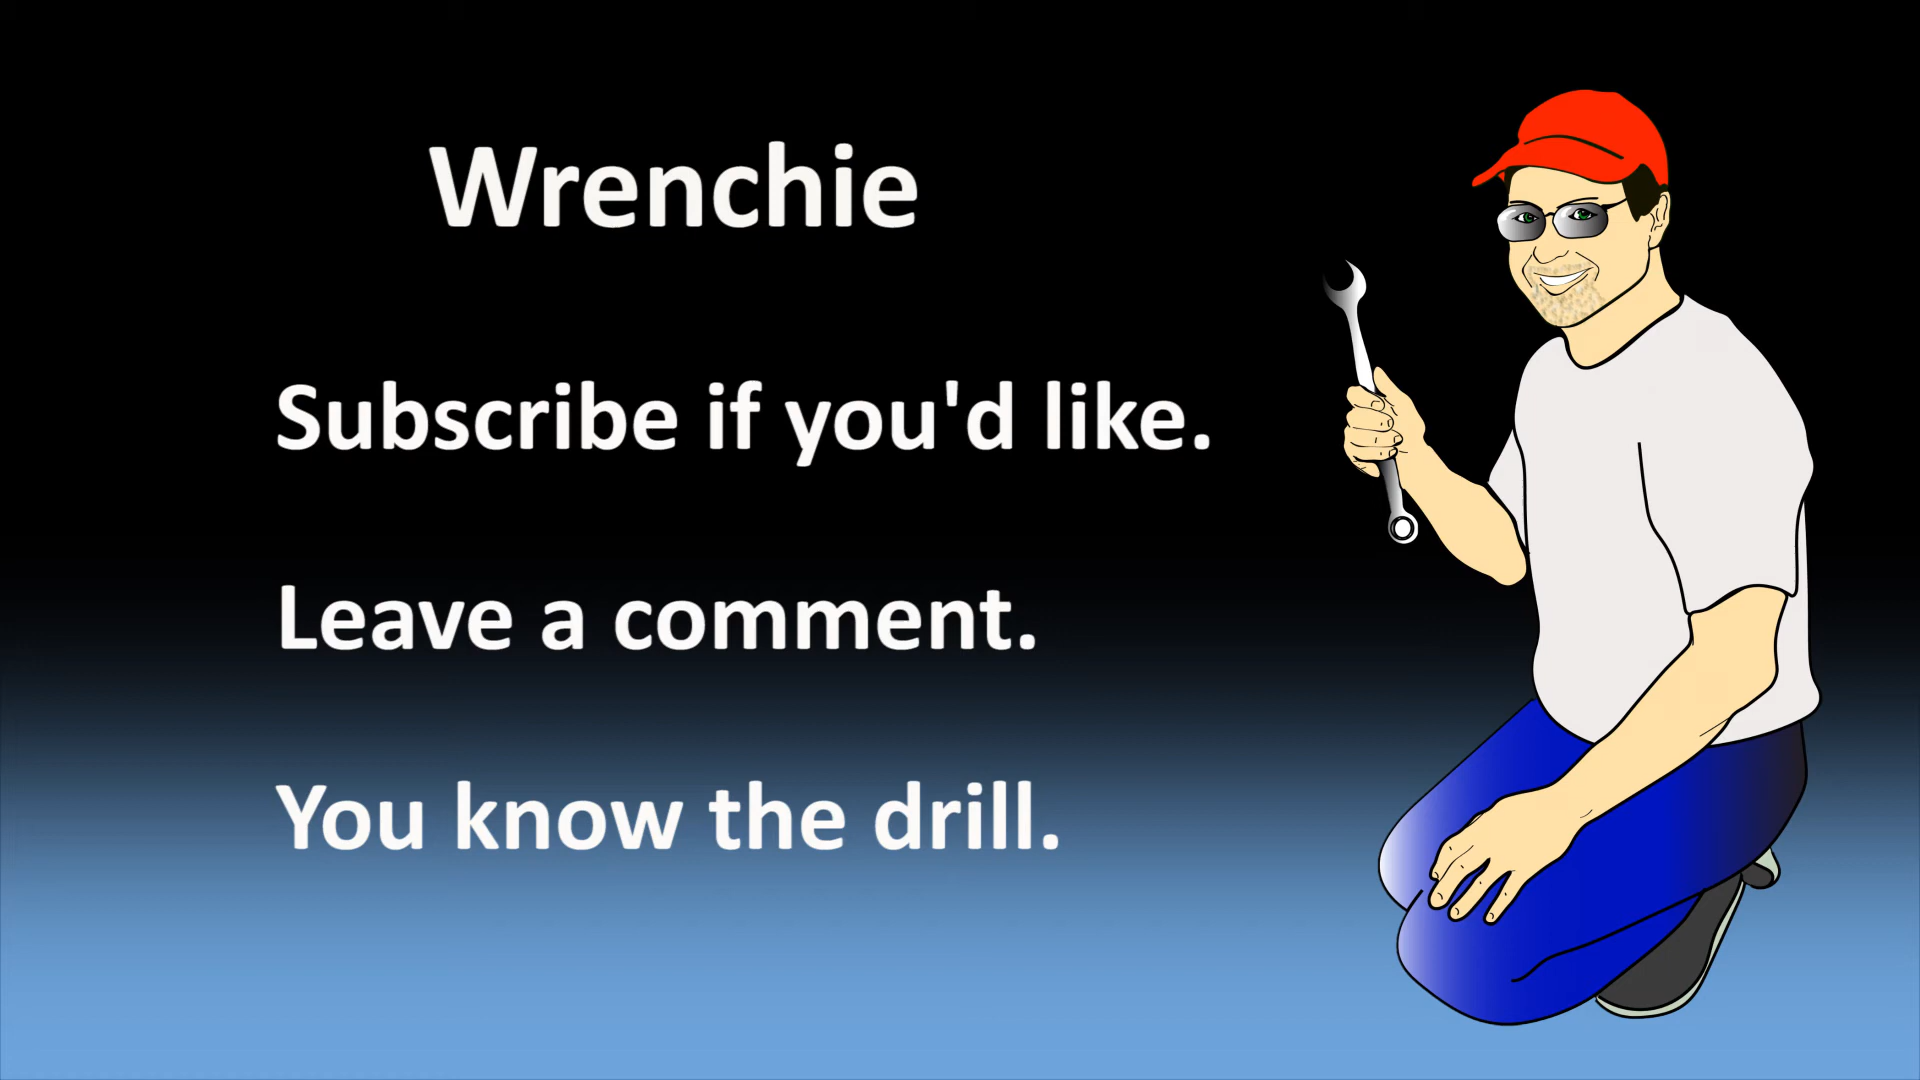 Wrenchie
Subscribe if you'd like.
Leave a comment.
You know the drill.